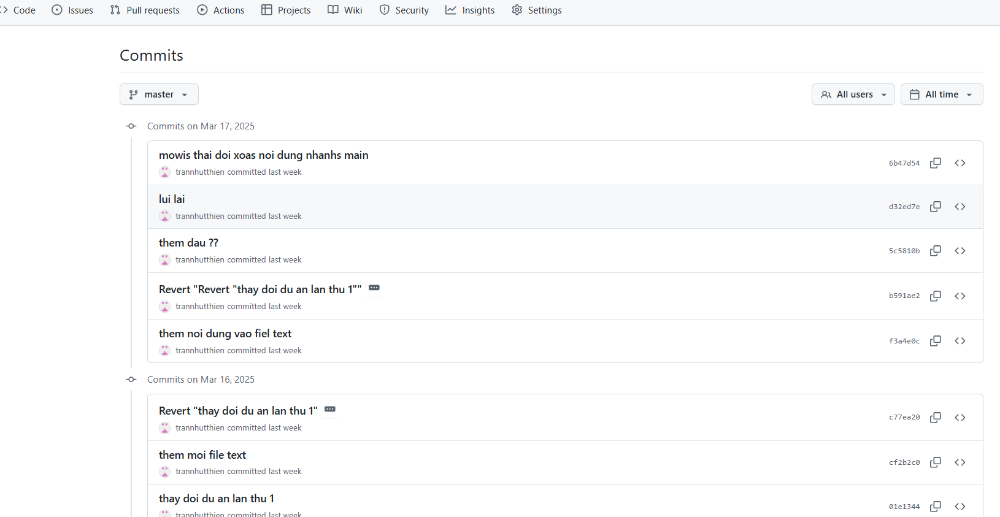 Code Issues Pull requests Actions Projects Wiki Security Insights Settings
Commits
master All users All time
Commits on Mar 17, 2025
mowis thai doi xoas noi dung nhanhs main
trannhutthien committed last week
6b47d54
lui lai
trannhutthien committed last week
d32ed7e
them dau ??
trannhutthien committed last week
5c5810b
Revert "Revert "thay doi du an lan thu 1""
trannhutthien committed last week
b591ae2
them noi dung vao fiel text
trannhutthien committed last week
f3a4e0c
Commits on Mar 16, 2025
Revert "thay doi du an lan thu 1"
trannhutthien committed last week
c77ea20
them moi file text
trannhutthien committed last week
cf2b2c0
thay doi du an lan thu 1
trannhutthien committed last week
01e1344